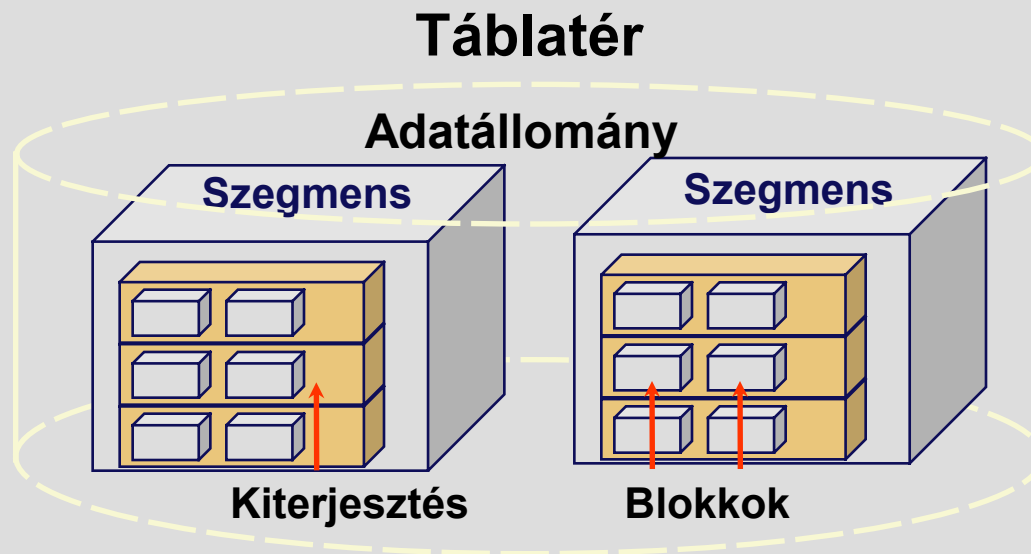 Táblatér
Adatállomány
Szegmens
Szegmens
Kiterjesztés
Blokkok